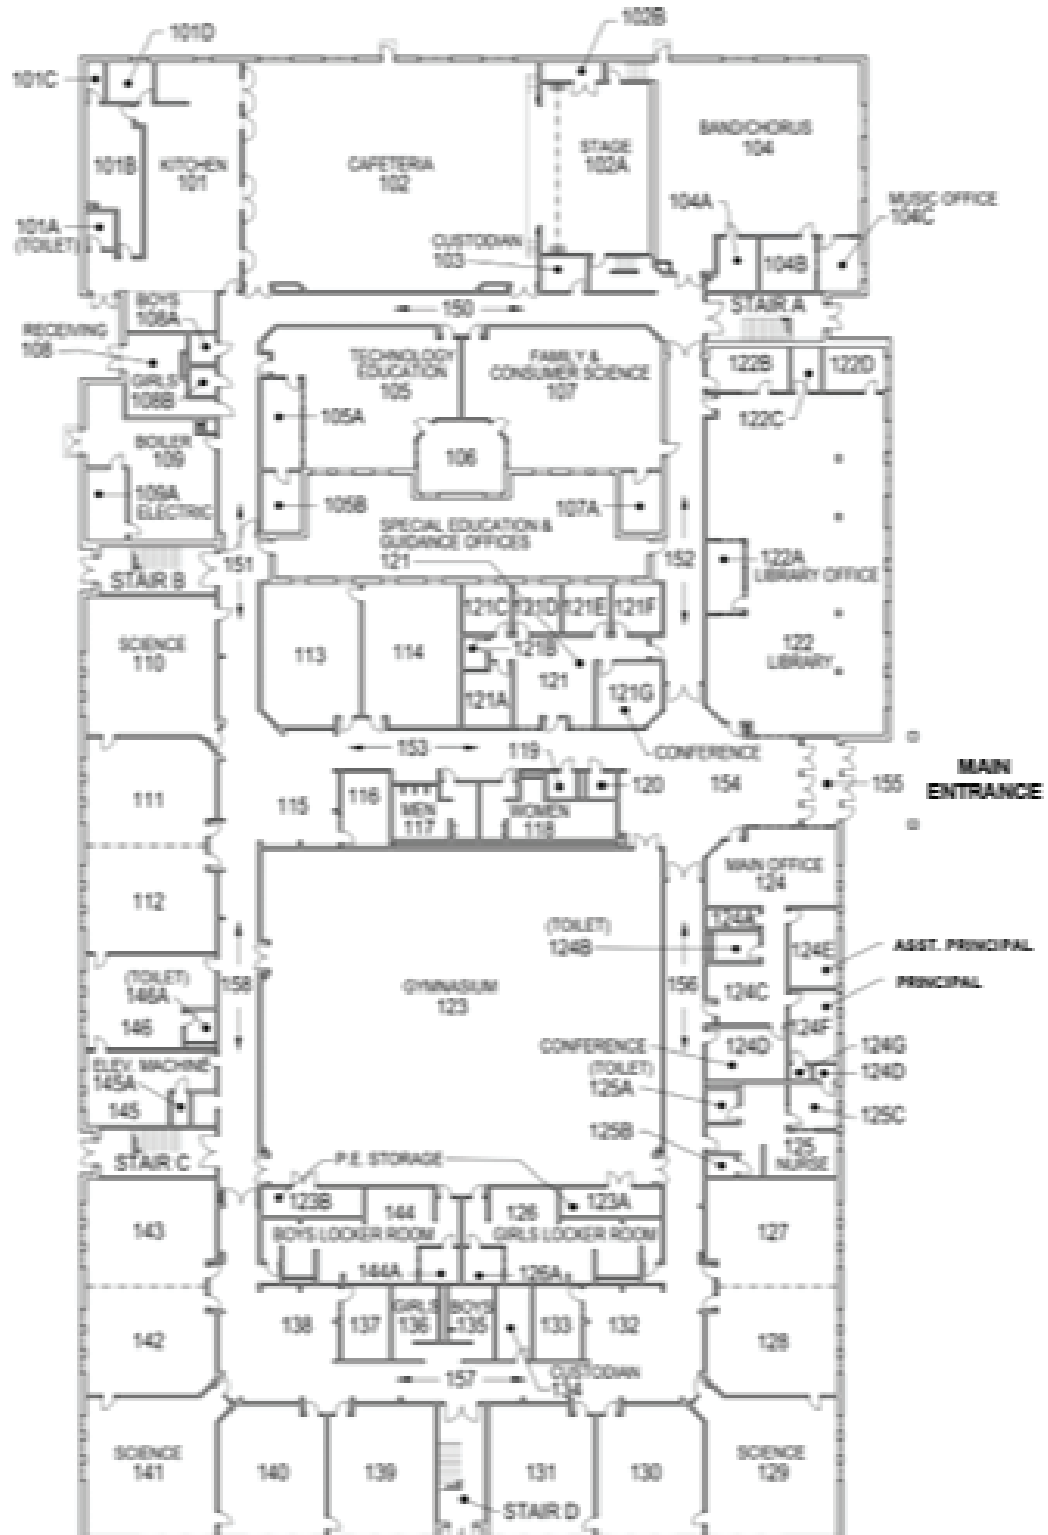 101D
102B
101C
BAND/CHORUS
104
STAGE
102A
101B
KITCHEN
101
CAFETERIA
102
MUSIC OFFICE
104C
104A
101A
(TOILET)
CUSTODIAN
103
104B
BOYS
108A
150
STAIR A
RECEIVING
108
TECHNOLOGY
EDUCATION
105
FAMILY &
CONSUMER SCIENCE
107
122B
122D
GIRLS
108B
105A
122C
BOILER
109
106
109A
ELECTRIC
105B
107A
SPECIAL EDUCATION &
GUIDANCE OFFICES
121
151
152
122A
LIBRARY OFFICE
STAIR B
121C
121D
121E
121F
SCIENCE
110
113
114
121B
122
LIBRARY
121
121A
121G
153
119
CONFERENCE
111
115
116
120
154
155
MAIN
ENTRANCE
MEN
117
WOMEN
118
MAIN OFFICE
124
112
124A
(TOILET)
124B
124E
ASST. PRINCIPAL
(TOILET)
146A
158
GYMNASIUM
123
156
124C
PRINCIPAL
146
124F
CONFERENCE
124D
124G
ELEV. MACHINE
145A
(TOILET)
125A
124D
145
125C
125B
125
NURSE
STAIR C
P.E. STORAGE
123B
144
126
123A
143
BOYS LOCKER ROOM
GIRLS LOCKER ROOM
127
144A
126A
142
138
137
GIRLS
136
BOYS
135
133
132
128
157
CUSTODIAN
SCIENCE
141
140
139
131
130
SCIENCE
129
STAIR D